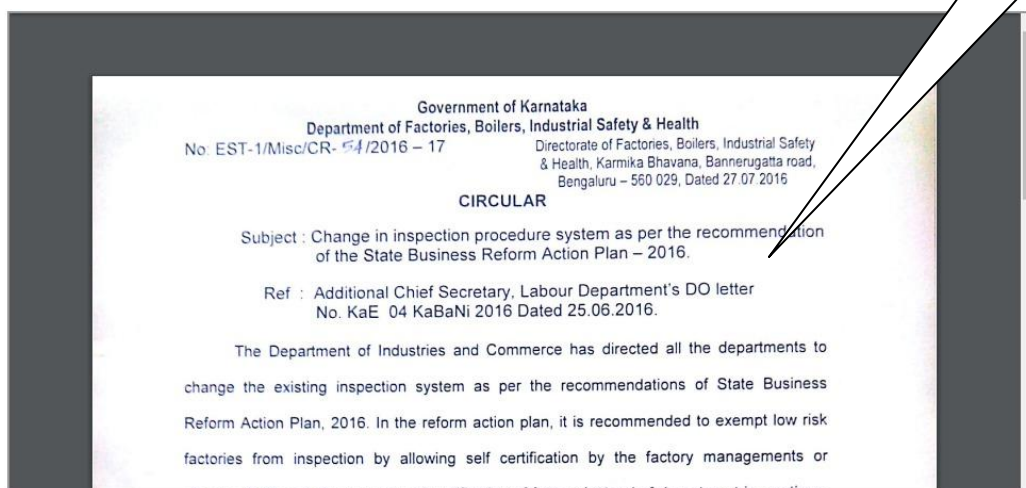 Government of Karnataka
Department of Factories, Boilers, Industrial Safety & Health
No: EST-1/Misc/CR- 54/2016 – 17
Directorate of Factories, Boilers, Industrial Safety
& Health, Karmika Bhavana, Bannerugatta road,
Bengaluru – 560 029, Dated 27.07.2016
CIRCULAR
Subject : Change in inspection procedure system as per the recommendation
of the State Business Reform Action Plan – 2016.
Ref : Additional Chief Secretary, Labour Department's DO letter
No. KaE 04 KaBaNi 2016 Dated 25.06.2016.
The Department of Industries and Commerce has directed all the departments to
change the existing inspection system as per the recommendations of State Business
Reform Action Plan, 2016. In the reform action plan, it is recommended to exempt low risk
factories from inspection by allowing self certification by the factory managements or